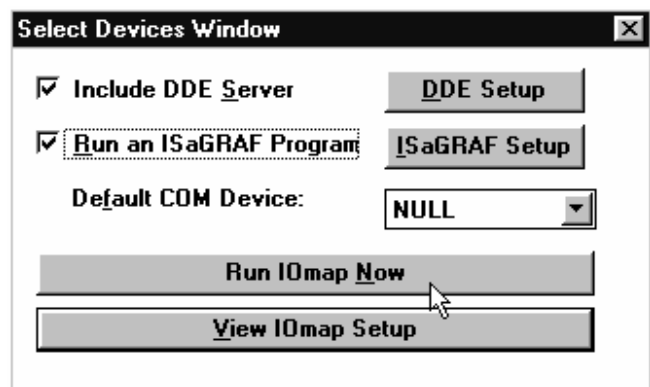 Select Devices Window
Include DDE Server DDE Setup
Run an ISaGRAF Program ISaGRAF Setup
Default COM Device: NULL
Run IOmap Now
View IOmap Setup